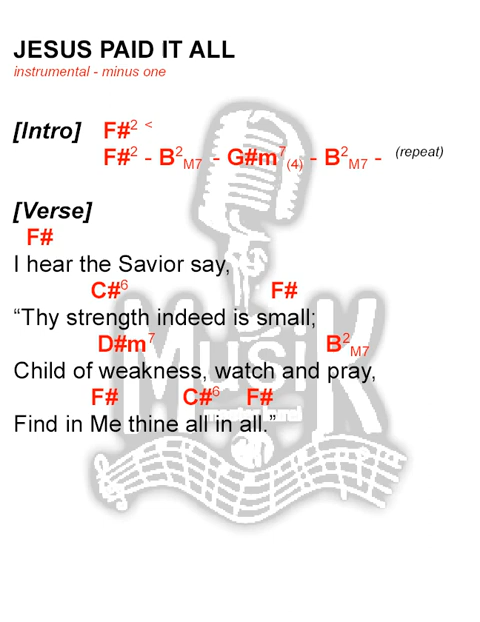 JESUS PAID IT ALL
instrumental - minus one
[Intro] F#2 <
F#2 - B2M7 - G#m7(4) - B2M7 - (repeat)
[Verse]
F#
I hear the Savior say,
C#6 F#
“Thy strength indeed is small;
D#m7 B2M7
Child of weakness, watch and pray,
F# C#6 F#
Find in Me thine all in all.”
MusiK